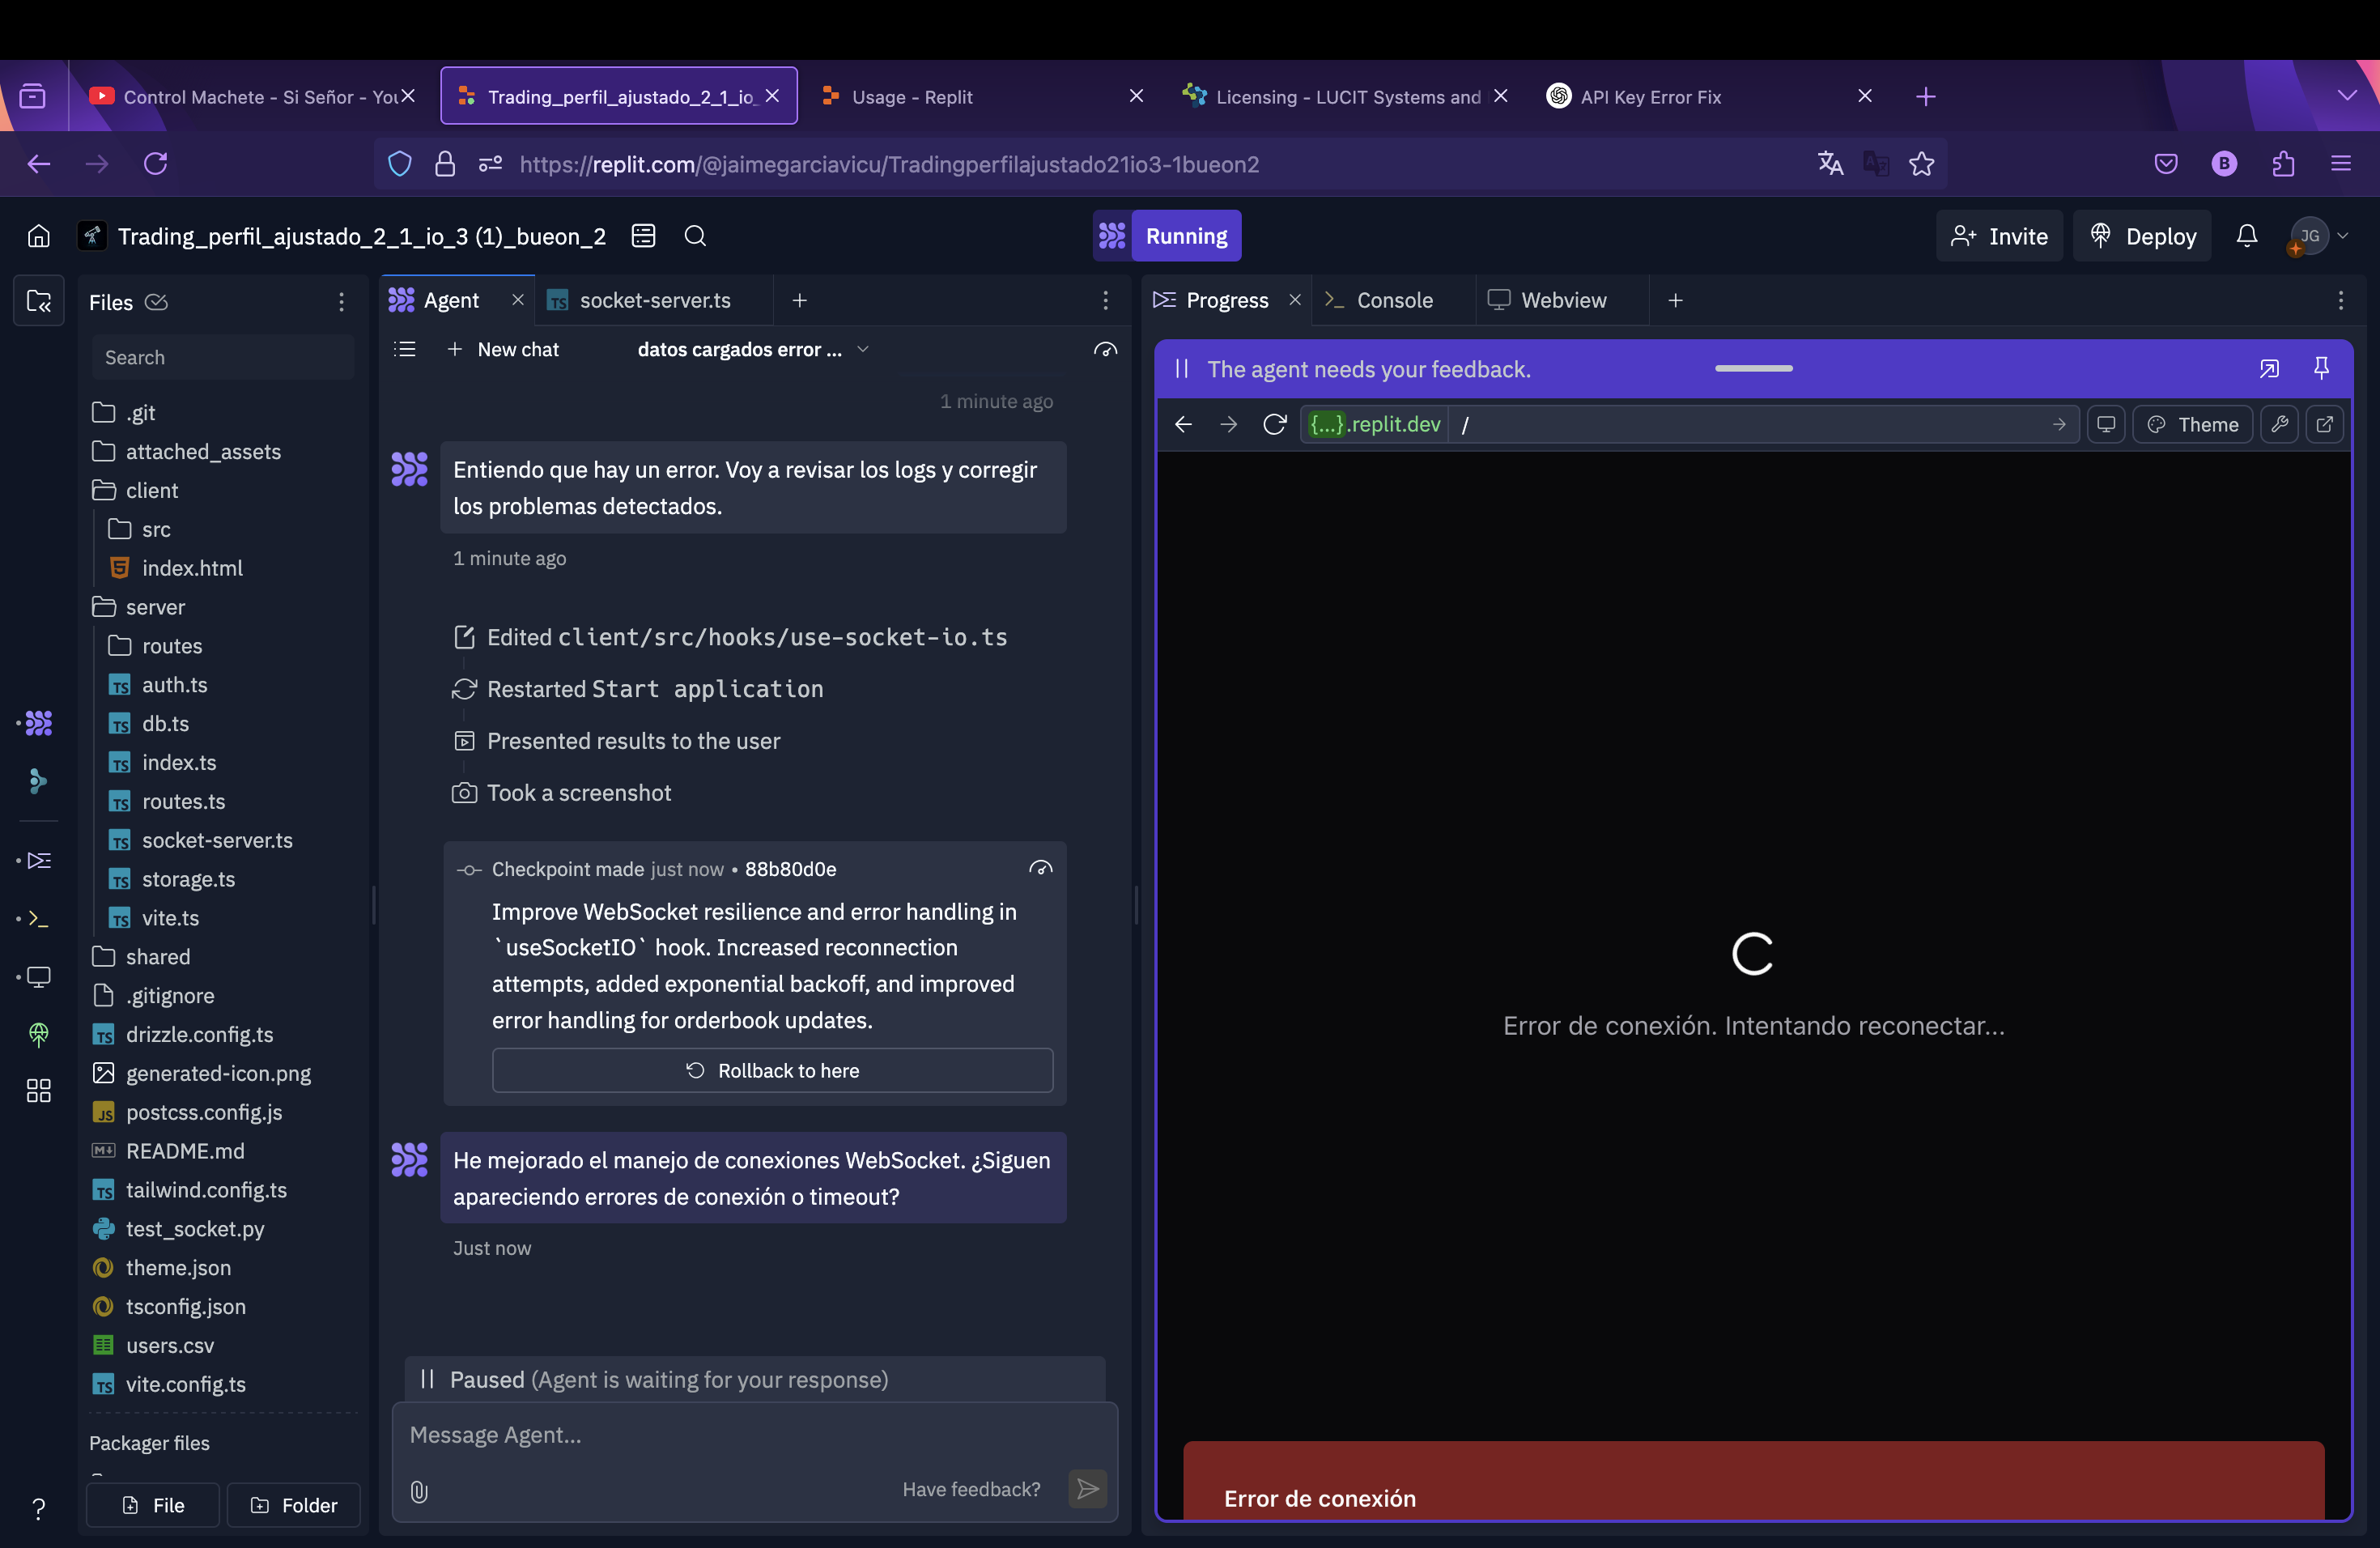 Control Machete - Si Señor - You
Trading_perfil_ajustado_2_1_io_
Usage - Replit
Licensing - LUCIT Systems and
API Key Error Fix
https://replit.com/@jaimegarciavicu/Tradingperfilajustado21io3-1bueon2
B
Trading_perfil_ajustado_2_1_io_3 (1)_bueon_2
Running
Invite
Deploy
JG
Files
Search
.git
attached_assets
client
src
index.html
server
routes
auth.ts
db.ts
index.ts
routes.ts
socket-server.ts
storage.ts
vite.ts
shared
.gitignore
drizzle.config.ts
generated-icon.png
postcss.config.js
README.md
tailwind.config.ts
test_socket.py
theme.json
tsconfig.json
users.csv
vite.config.ts
Packager files
File
Folder
Agent
socket-server.ts
New chat
datos cargados error ...
1 minute ago
Entiendo que hay un error. Voy a revisar los logs y corregir
los problemas detectados.
1 minute ago
Edited client/src/hooks/use-socket-io.ts
Restarted Start application
Presented results to the user
Took a screenshot
Checkpoint made just now • 88b80d0e
Improve WebSocket resilience and error handling in
`useSocketIO` hook. Increased reconnection
attempts, added exponential backoff, and improved
error handling for orderbook updates.
Rollback to here
He mejorado el manejo de conexiones WebSocket. ¿Siguen
apareciendo errores de conexión o timeout?
Just now
Paused (Agent is waiting for your response)
Message Agent...
Have feedback?
Progress
Console
Webview
The agent needs your feedback.
{...}.replit.dev /
Theme
Error de conexión. Intentando reconectar...
Error de conexión